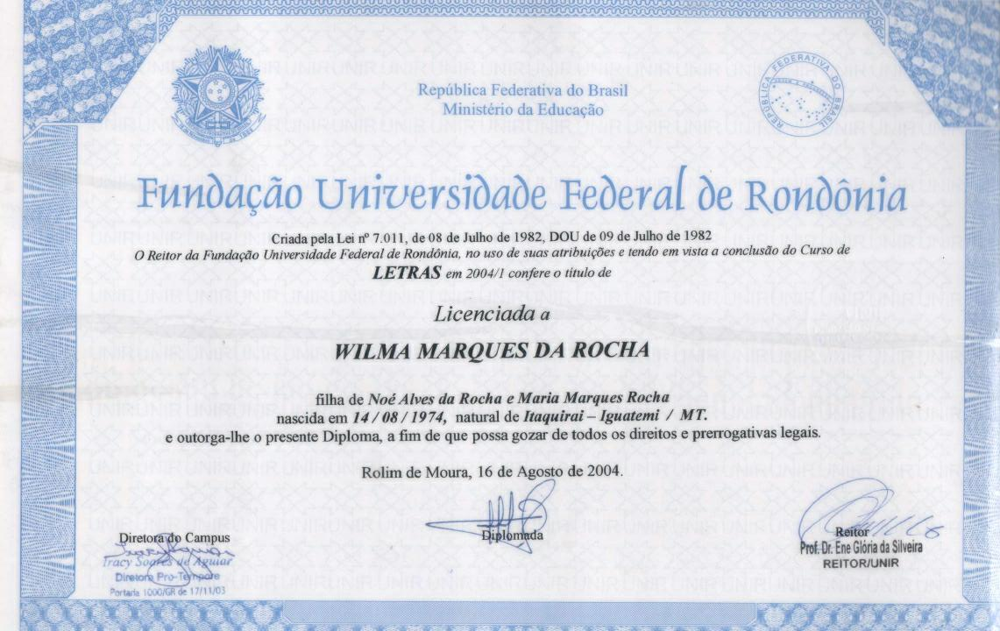 República Federativa do Brasil
Ministério da Educação
REPÚBLICA FEDERATIVA DO BRASIL
Fundação Universidade Federal de Rondônia
Criada pela Lei nº 7.011, de 08 de Julho de 1982, DOU de 09 de Julho de 1982
O Reitor da Fundação Universidade Federal de Rondônia, no uso de suas atribuições e tendo em vista a conclusão do Curso de
LETRAS em 2004/1 confere o título de
Licenciada a
WILMA MARQUES DA ROCHA
filha de Noé Alves da Rocha e Maria Marques Rocha
nascida em 14 / 08 / 1974, natural de Itaquirai – Iguatemi / MT.
e outorga-lhe o presente Diploma, a fim de que possa gozar de todos os direitos e prerrogativas legais.
Rolim de Moura, 16 de Agosto de 2004.
Diretora do Campus
Iracy Soares de Aguiar
Diretora Pro-Tempore
Portaria 1000/GR de 17/11/03
Diplomada
Reitor
Prof. Dr. Ene Glória da Silveira
REITOR/UNIR